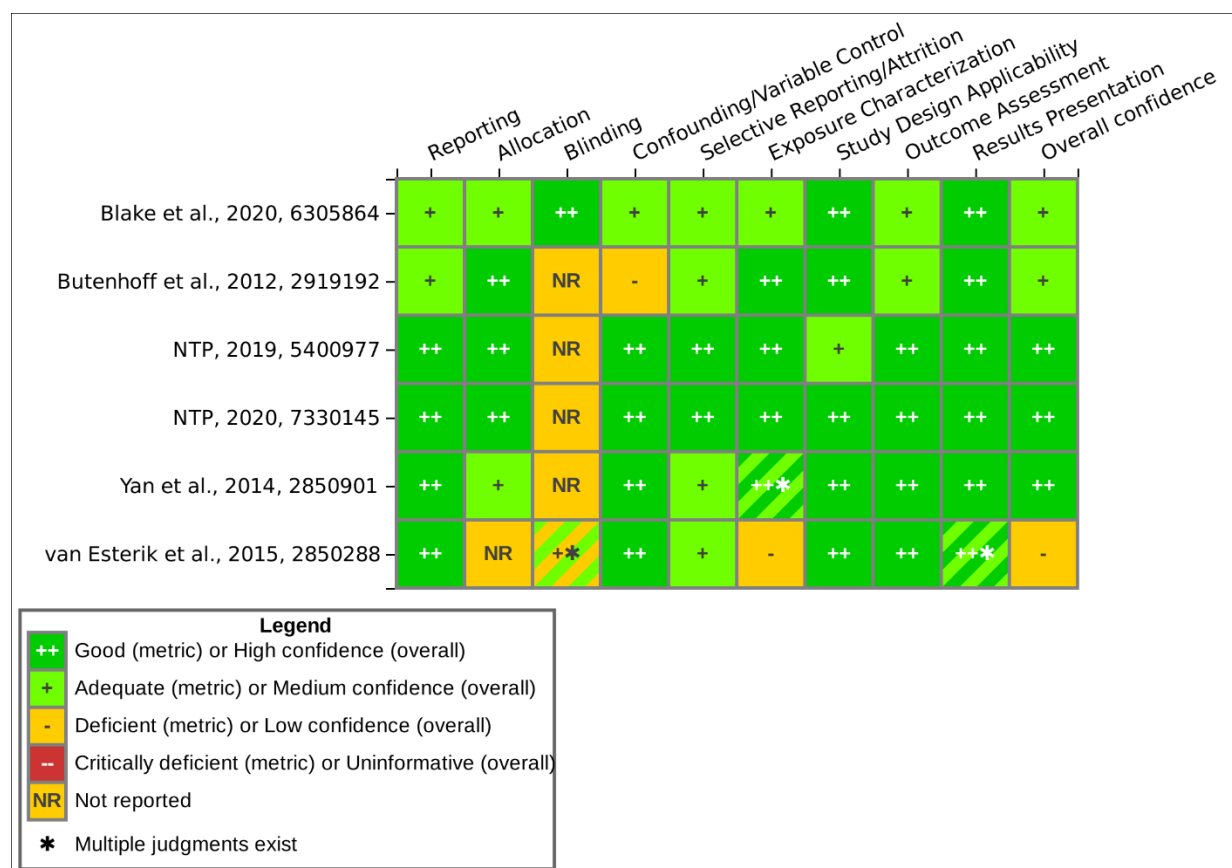 Reporting
Allocation
Blinding
Confounding/Variable Control
Selective Reporting/Attrition
Exposure Characterization
Study Design Applicability
Outcome Assessment
Results Presentation
Overall confidence
Blake et al., 2020, 6305864 + + ++ + + + ++ + ++ +
Butenhoff et al., 2012, 2919192 + ++ NR - + ++ ++ + ++ +
NTP, 2019, 5400977 ++ ++ NR ++ ++ ++ + ++ ++ ++
NTP, 2020, 7330145 ++ ++ NR ++ ++ ++ ++ ++ ++ ++
Yan et al., 2014, 2850901 ++ + NR ++ + ++✱ ++ ++ ++ ++
van Esterik et al., 2015, 2850288 ++ NR +✱ ++ + - ++ ++ ++✱ -
Legend
++ Good (metric) or High confidence (overall)
+ Adequate (metric) or Medium confidence (overall)
- Deficient (metric) or Low confidence (overall)
-- Critically deficient (metric) or Uninformative (overall)
NR Not reported
✱ Multiple judgments exist